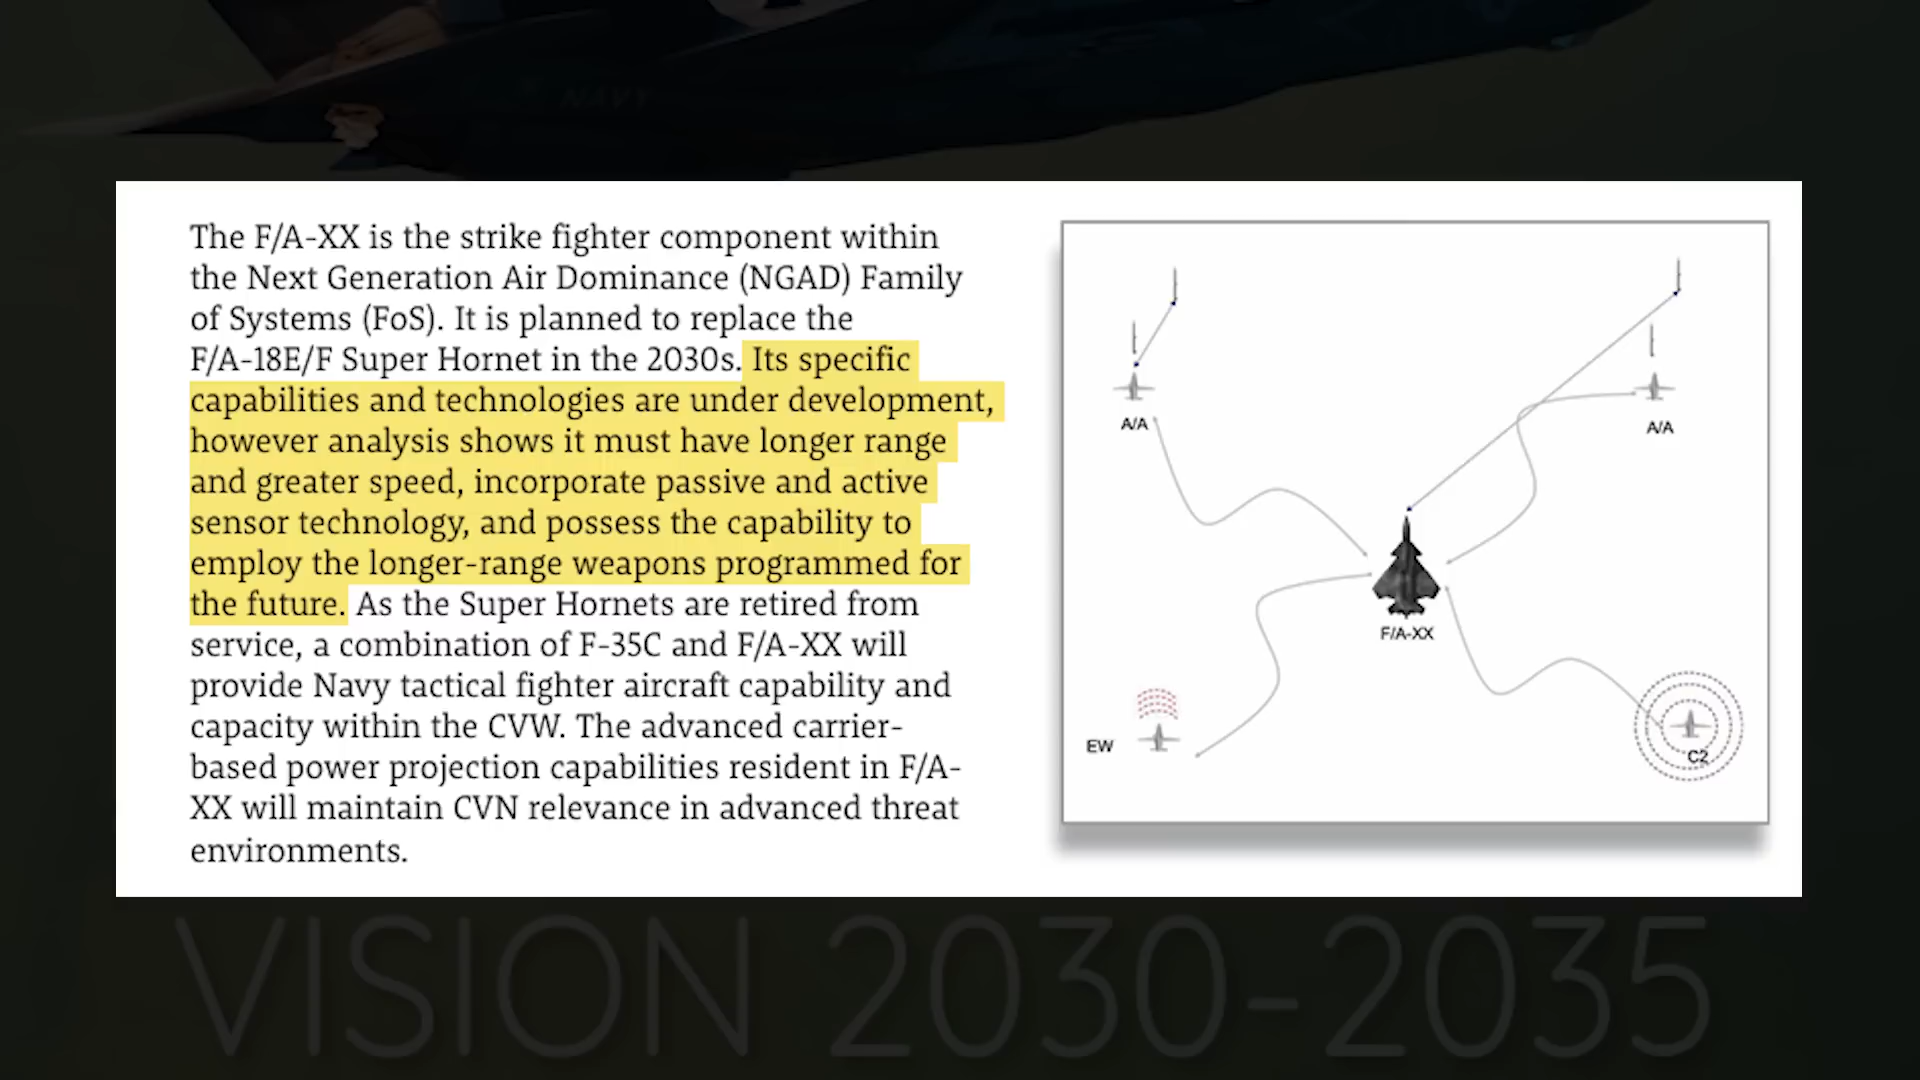 NAVY
The F/A-XX is the strike fighter component within
the Next Generation Air Dominance (NGAD) Family
of Systems (FoS). It is planned to replace the
F/A-18E/F Super Hornet in the 2030s. Its specific
capabilities and technologies are under development,
however analysis shows it must have longer range
and greater speed, incorporate passive and active
sensor technology, and possess the capability to
employ the longer-range weapons programmed for
the future. As the Super Hornets are retired from
service, a combination of F-35C and F/A-XX will
provide Navy tactical fighter aircraft capability and
capacity within the CVW. The advanced carrier-
based power projection capabilities resident in F/A-
XX will maintain CVN relevance in advanced threat
environments.
A/A
A/A
F/A-XX
EW
C2
VISION 2030-2035